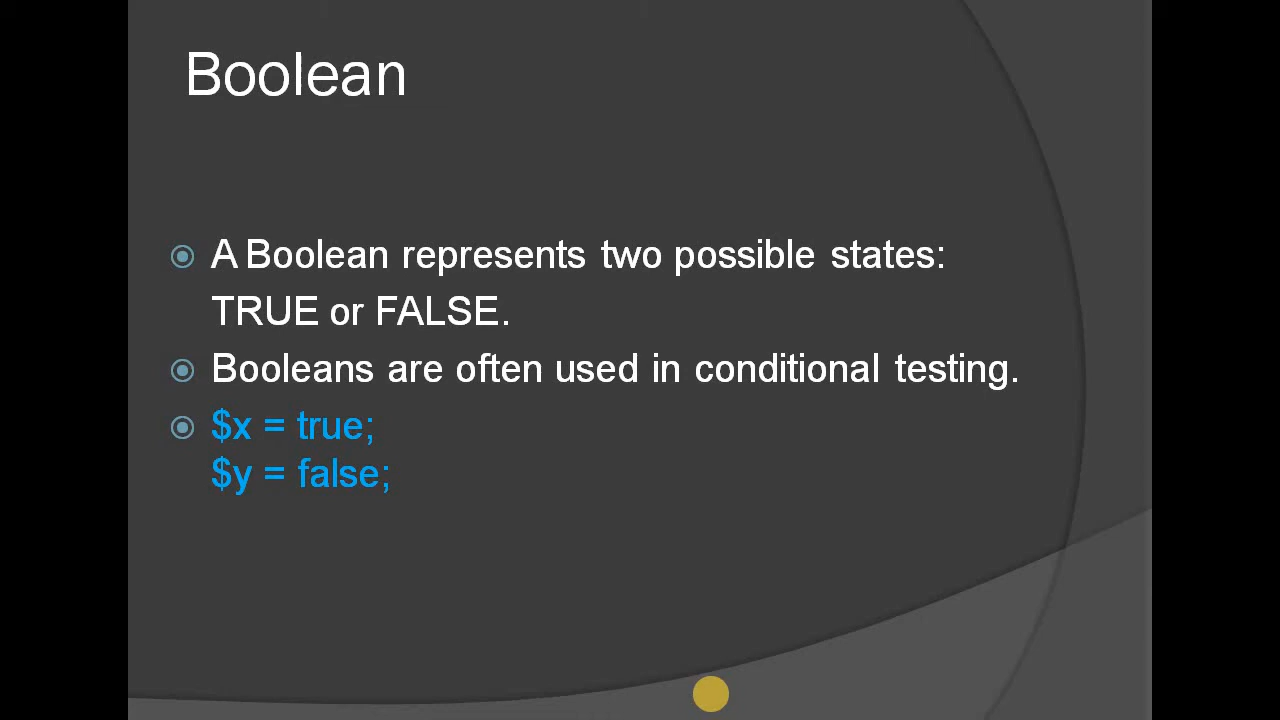 Boolean
A Boolean represents two possible states:
TRUE or FALSE.
Booleans are often used in conditional testing.
$x = true;
$y = false;